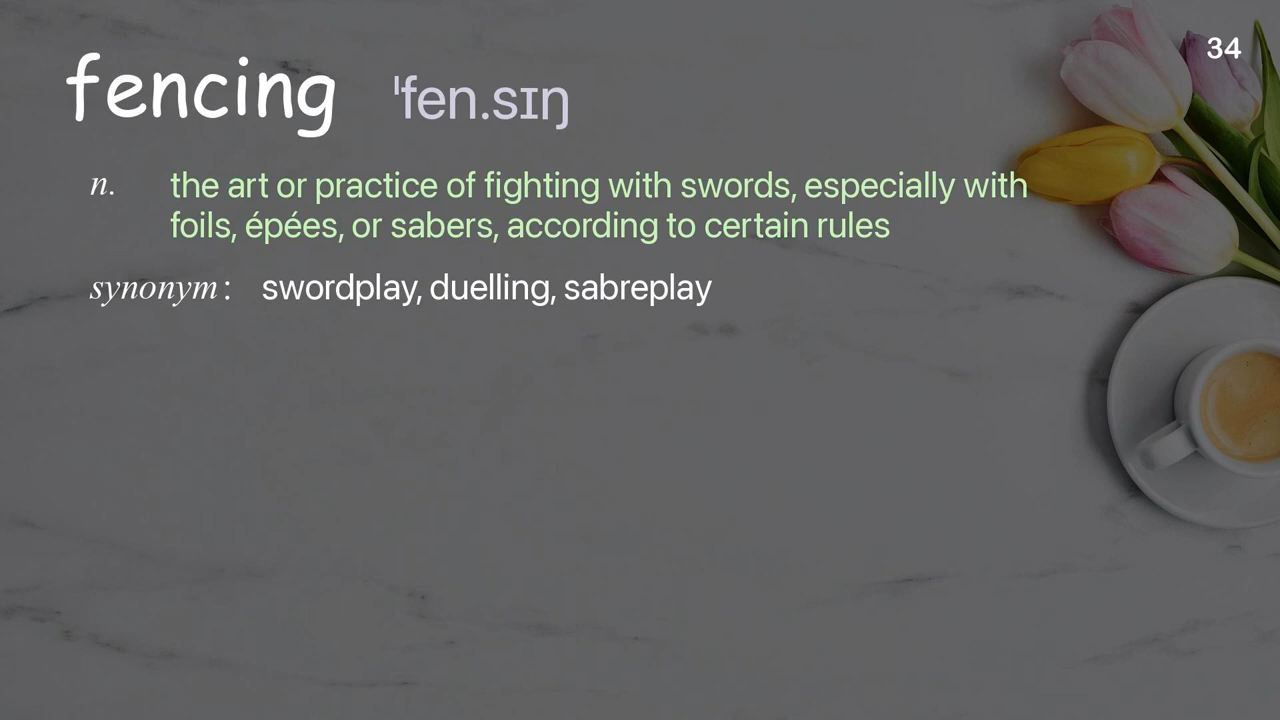 34
fencing ˈfen.sɪŋ
n. the art or practice of fighting with swords, especially with
foils, épées, or sabers, according to certain rules
synonym: swordplay, duelling, sabreplay